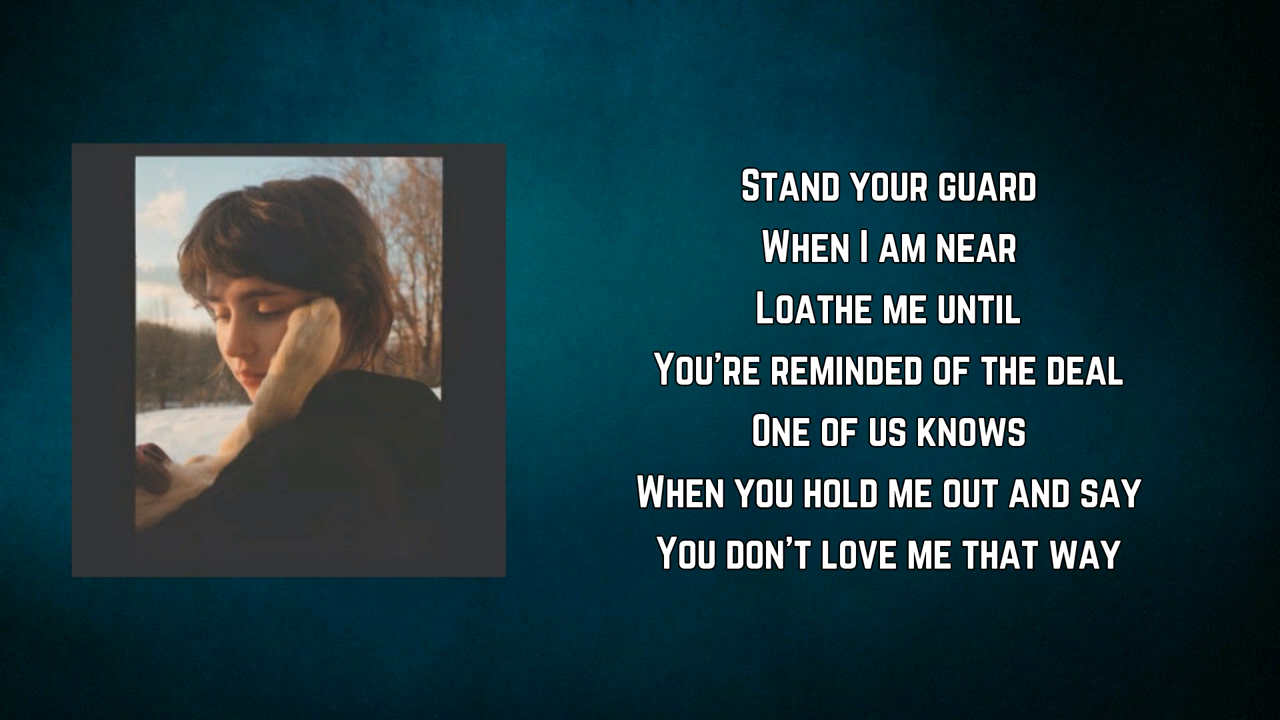 Stand your guard
When I am near
Loathe me until
You're reminded of the deal
One of us knows
When you hold me out and say
You don't love me that way